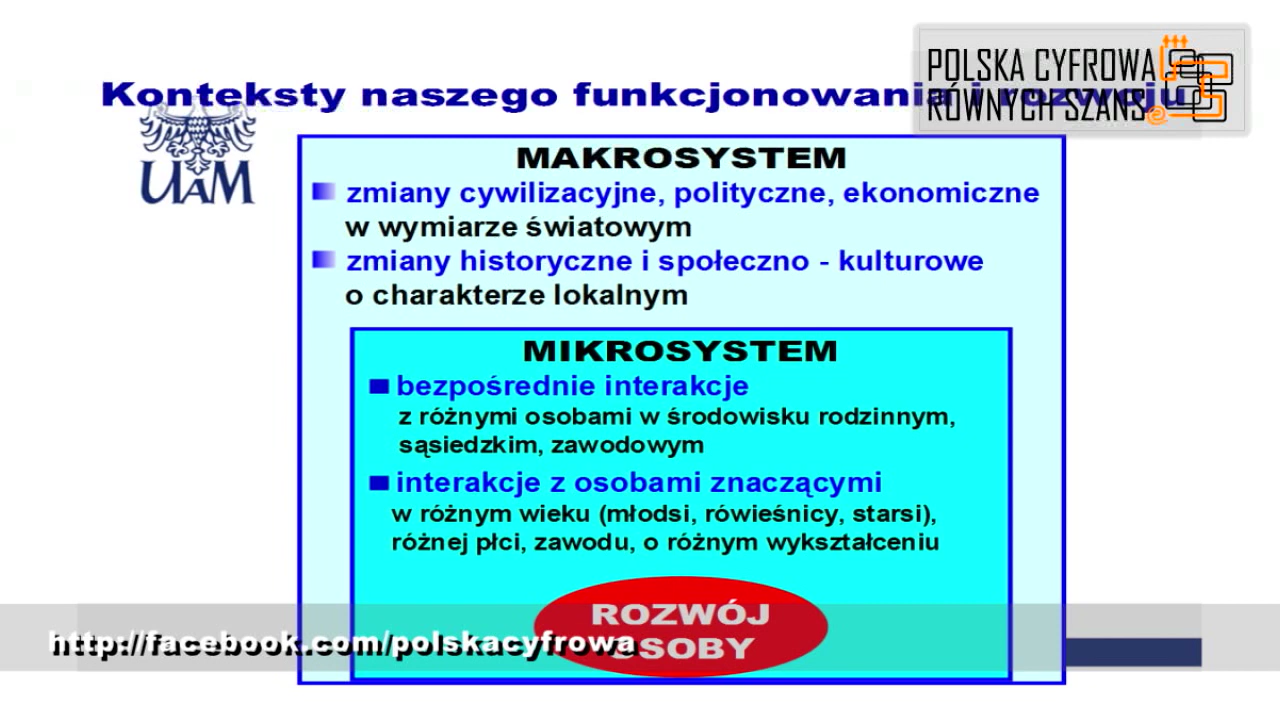 POLSKA CYFROWA
RÓWNYCH SZANS
Konteksty naszego funkcjonowania i rozwoju
UAM
MAKROSYSTEM
zmiany cywilizacyjne, polityczne, ekonomiczne
w wymiarze światowym
zmiany historyczne i społeczno - kulturowe
o charakterze lokalnym
MIKROSYSTEM
bezpośrednie interakcje
z różnymi osobami w środowisku rodzinnym,
sąsiedzkim, zawodowym
interakcje z osobami znaczącymi
w różnym wieku (młodsi, rówieśnicy, starsi),
różnej płci, zawodu, o różnym wykształceniu
ROZWÓJ
OSOBY
http://facebook.com/polskacyfrowa